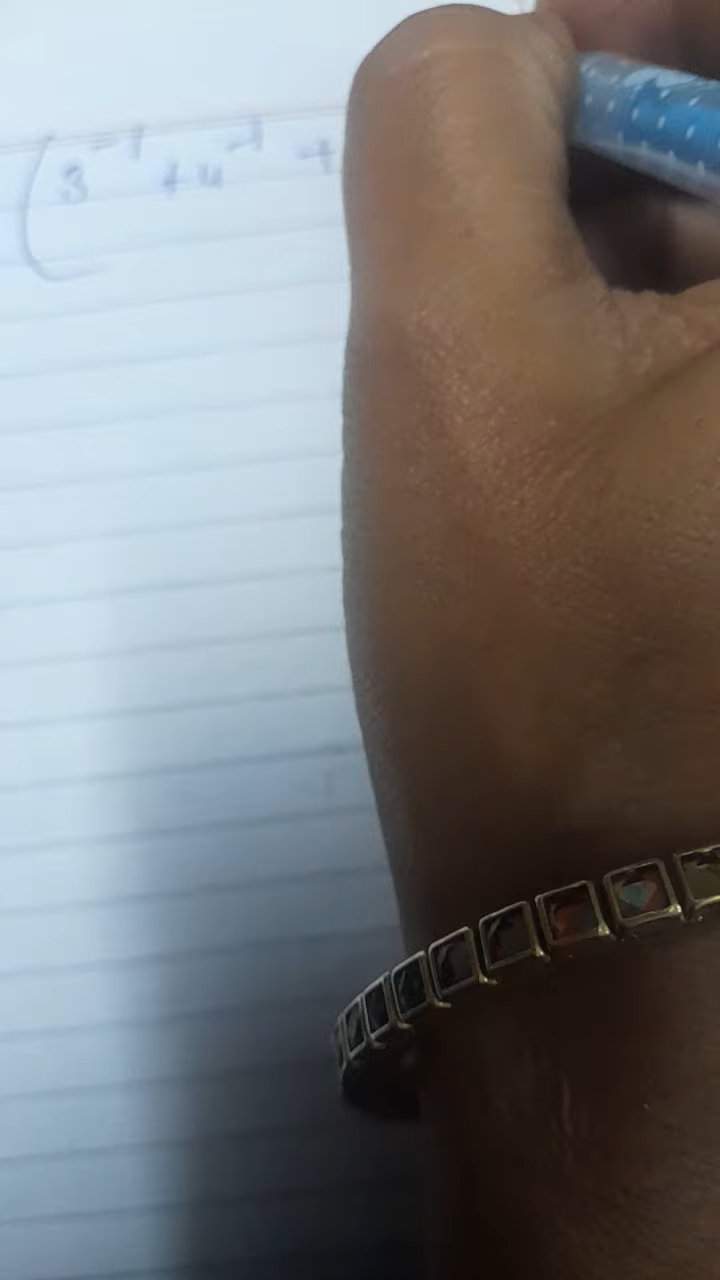 (3⁻¹ + 4⁻¹ +